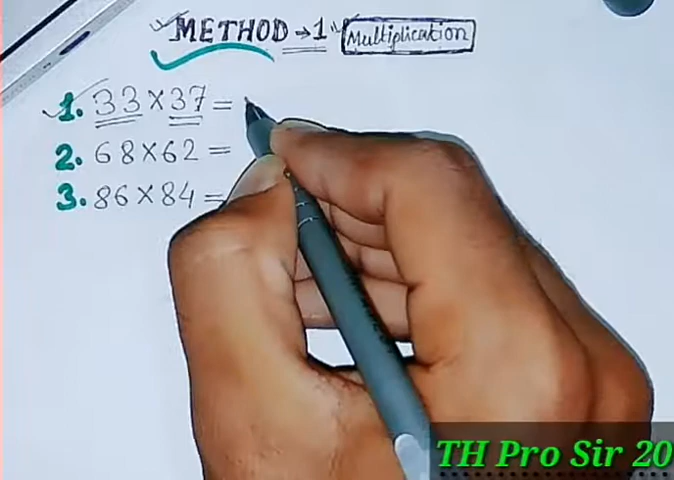 "METHOD → 1" Multiplication
1. 33 × 37 =
2. 68 × 62 =
3. 86 × 84 =
TH Pro Sir 20